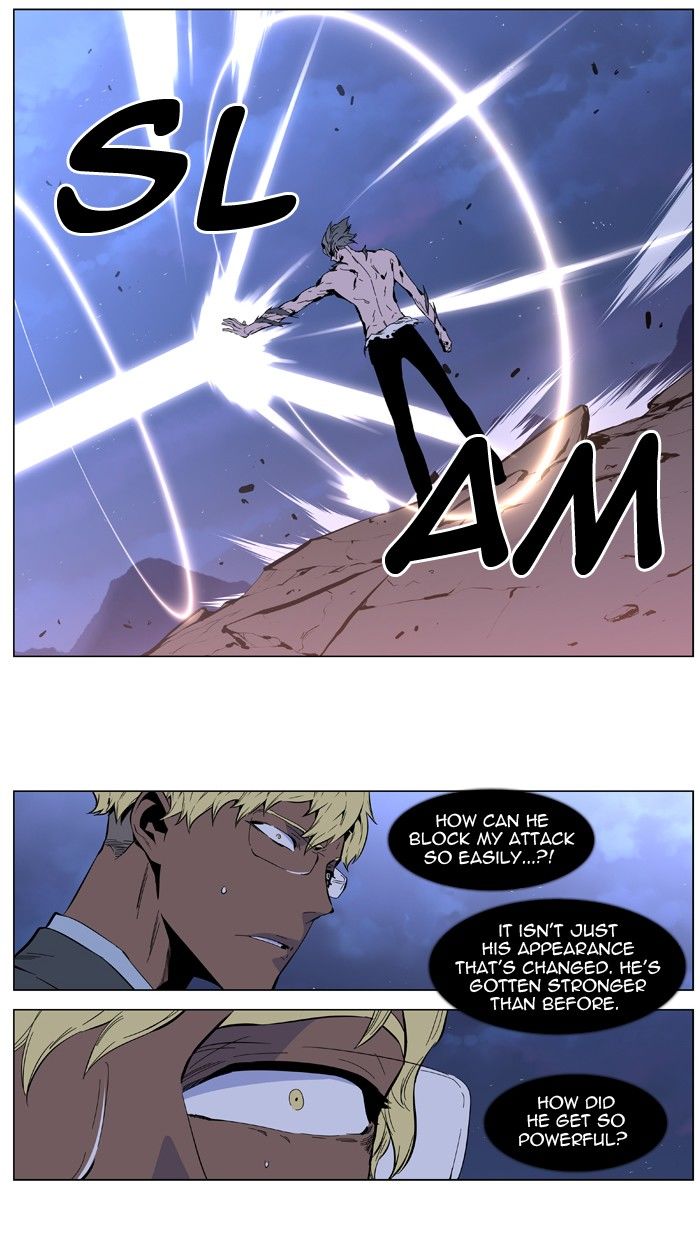 SL
AM
HOW CAN HE
BLOCK MY ATTACK
SO EASILY...?!
IT ISN'T JUST
HIS APPEARANCE
THAT'S CHANGED. HE'S
GOTTEN STRONGER
THAN BEFORE.
HOW DID
HE GET SO
POWERFUL?